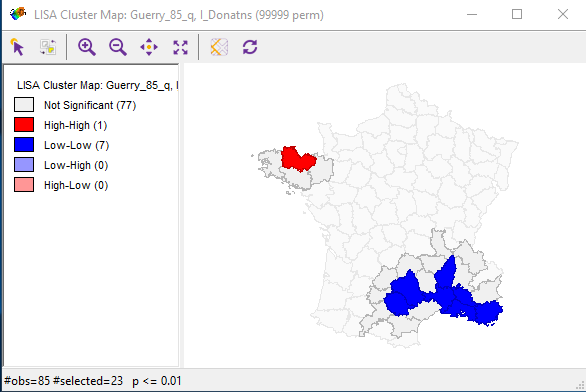 LISA Cluster Map: Guerry_85_q, I_Donatns (99999 perm)
LISA Cluster Map: Guerry_85_q, I
Not Significant (77)
High-High (1)
Low-Low (7)
Low-High (0)
High-Low (0)
#obs=85 #selected=23 p <= 0.01